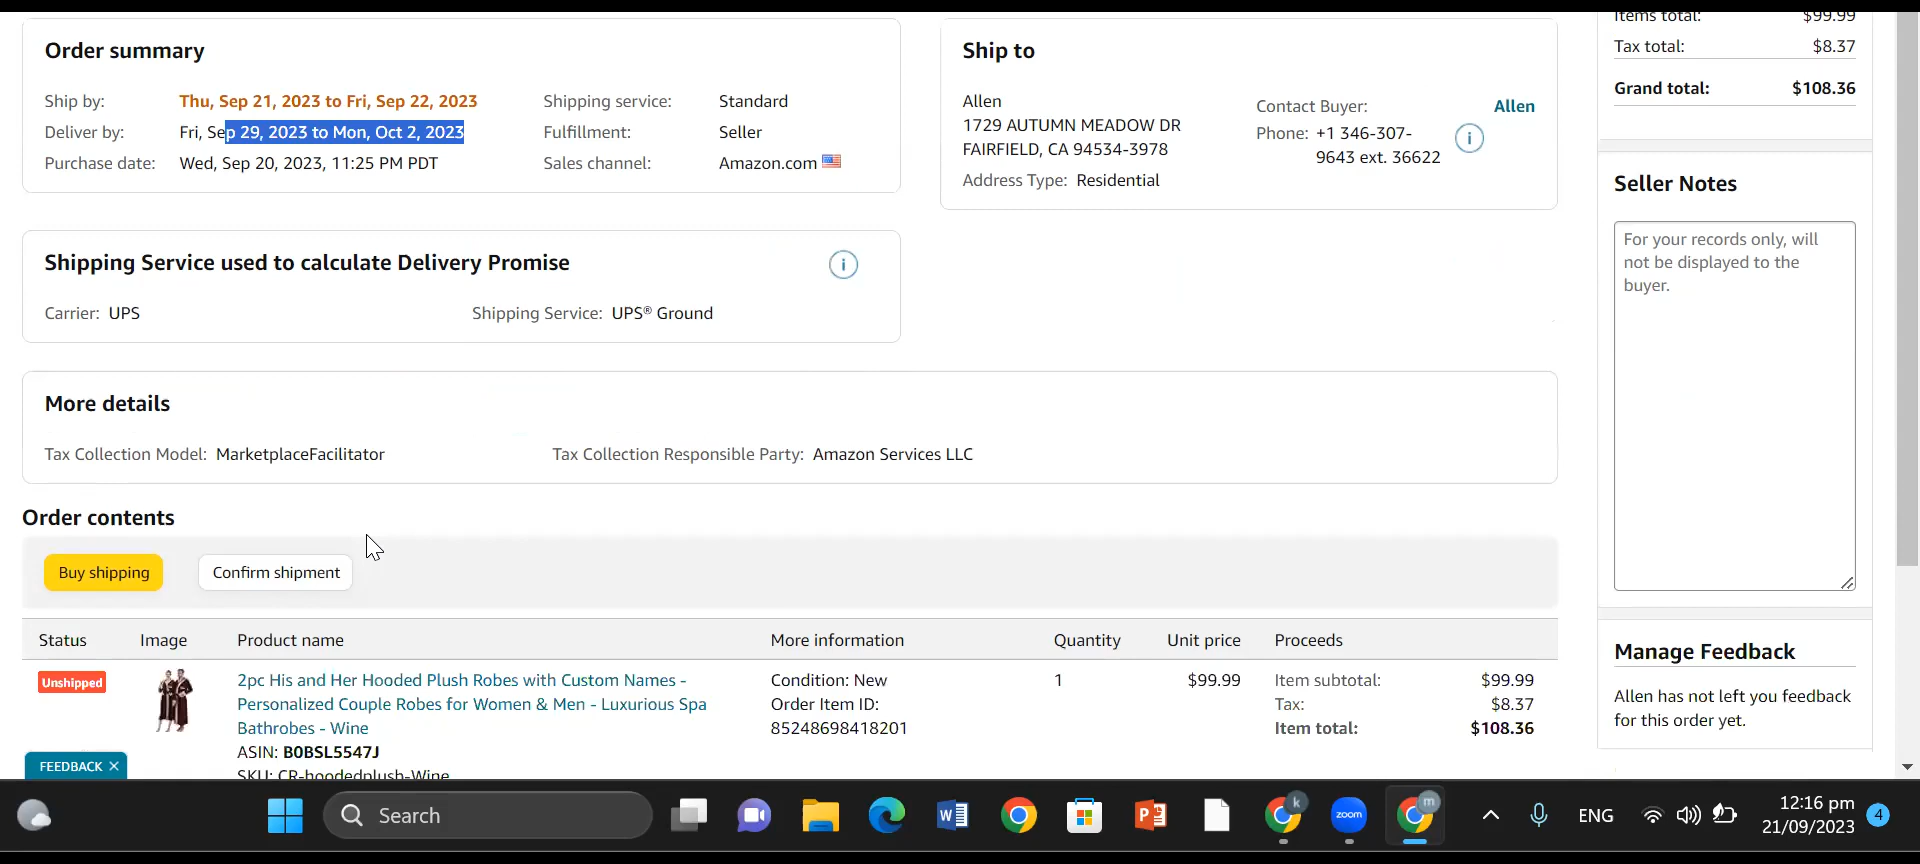 Order summary
Ship by: Thu, Sep 21, 2023 to Fri, Sep 22, 2023
Deliver by: Fri, Sep 29, 2023 to Mon, Oct 2, 2023
Purchase date: Wed, Sep 20, 2023, 11:25 PM PDT
Shipping service: Standard
Fulfillment: Seller
Sales channel: Amazon.com
Ship to
Allen
1729 AUTUMN MEADOW DR
FAIRFIELD, CA 94534-3978
Address Type: Residential
Contact Buyer: Allen
Phone: +1 346-307-
9643 ext. 36622
Items total: $99.99
Tax total: $8.37
Grand total: $108.36
Seller Notes
For your records only, will
not be displayed to the
buyer.
Shipping Service used to calculate Delivery Promise
Carrier: UPS
Shipping Service: UPS® Ground
More details
Tax Collection Model: MarketplaceFacilitator
Tax Collection Responsible Party: Amazon Services LLC
Order contents
Buy shipping
Confirm shipment
Status Image Product name More information Quantity Unit price Proceeds
Unshipped
2pc His and Her Hooded Plush Robes with Custom Names -
Personalized Couple Robes for Women & Men - Luxurious Spa
Bathrobes - Wine
ASIN: B0BSL5547J
SKU: CR-hoodedplush-Wine
Condition: New
Order Item ID:
85248698418201
1
$99.99
Item subtotal: $99.99
Tax: $8.37
Item total: $108.36
Manage Feedback
Allen has not left you feedback
for this order yet.
FEEDBACK ×
Search
W
P
k
zoom
m
ENG
12:16 pm
21/09/2023
4